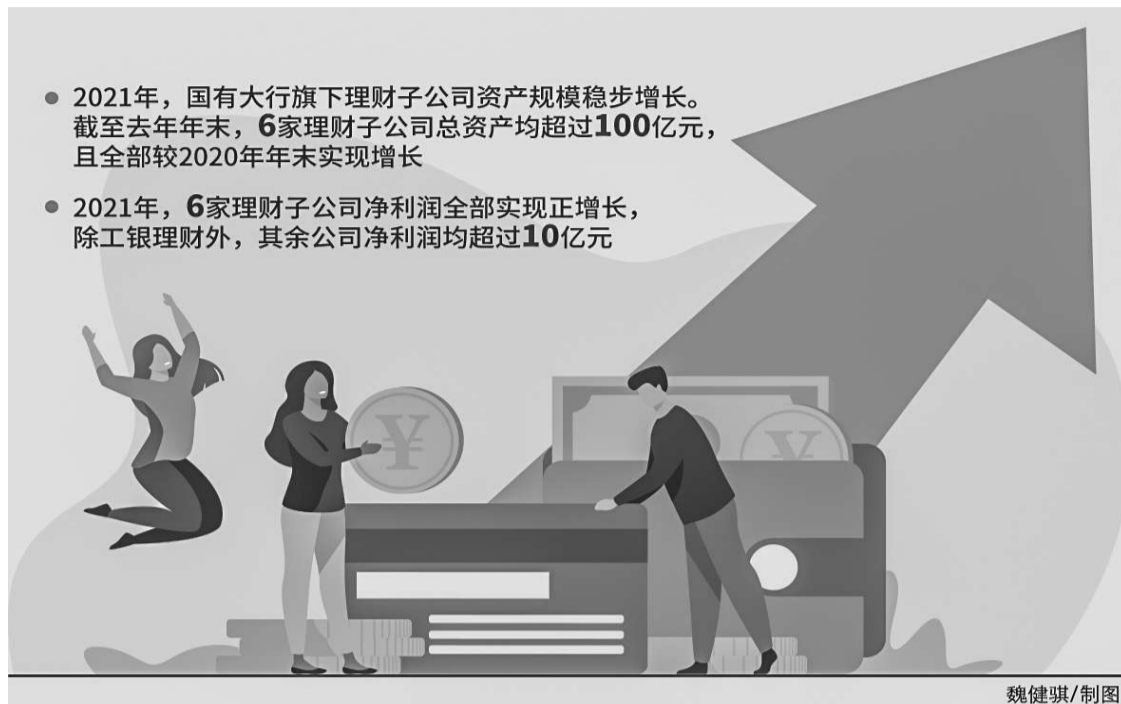 ● 2021年，国有大行旗下理财子公司资产规模稳步增长。
截至去年年末，6家理财子公司总资产均超过100亿元，
且全部较2020年年末实现增长
● 2021年，6家理财子公司净利润全部实现正增长，
除工银理财外，其余公司净利润均超过10亿元
¥
¥
魏健骐/制图